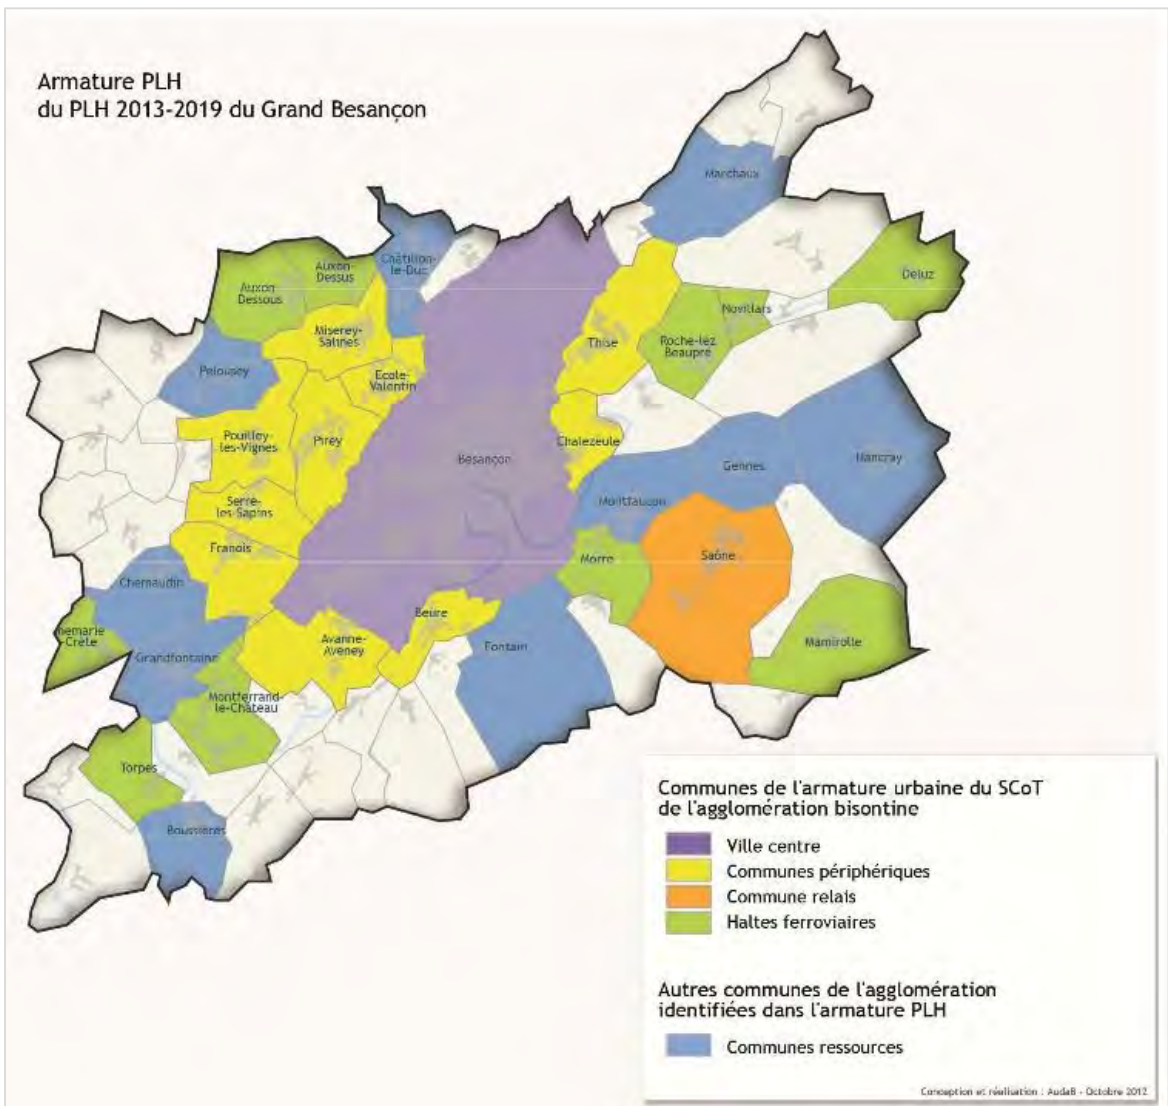 Armature PLH
du PLH 2013-2019 du Grand Besançon
Marchaux
Châtillon-
le-Duc
Auxon-
Dessus
Auxon
Dessous
Deluz
Novillars
Miserey-
Salines
Thise
Roche-lez
Beaupré
Pelousey
Ecole-
Valentin
Pouilley-
les-Vignes
Pirey
Chalezeule
Besançon
Gennes
Nancray
Serre-
les-Sapins
Montfaucon
Franois
Morre
Saône
Chemaudin
Beure
hemarie
-Crête
Avanne-
Aveney
Fontain
Mamirolle
Grandfontaine
Montferrand-
le-Château
Torpes
Boussières
Communes de l'armature urbaine du SCoT
de l'agglomération bisontine
Ville centre
Communes périphériques
Commune relais
Haltes ferroviaires
Autres communes de l'agglomération
identifiées dans l'armature PLH
Communes ressources
Conception et réalisation : AudaB - Octobre 2012